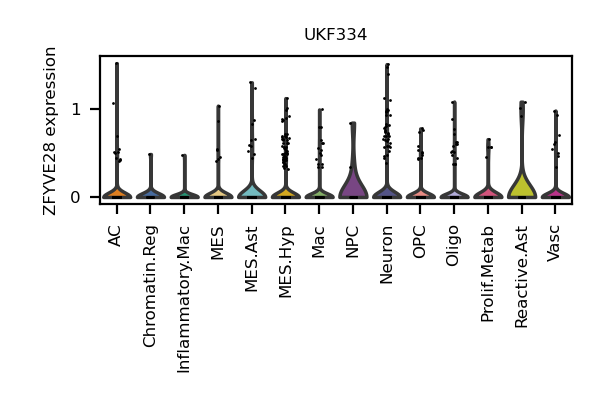 UKF334
ZFYVE28 expression
1
0
AC
Chromatin.Reg
Inflammatory.Mac
MES
MES.Ast
MES.Hyp
Mac
NPC
Neuron
OPC
Oligo
Prolif.Metab
Reactive.Ast
Vasc